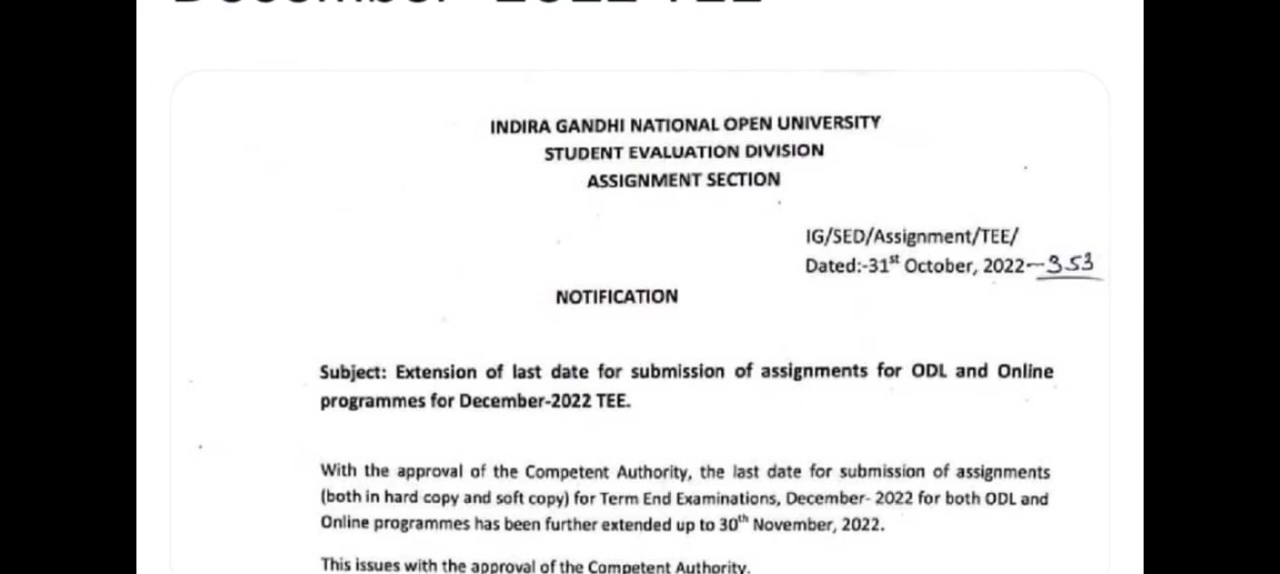 December- 2022 TEE
INDIRA GANDHI NATIONAL OPEN UNIVERSITY
STUDENT EVALUATION DIVISION
ASSIGNMENT SECTION
IG/SED/Assignment/TEE/
Dated:-31st October, 2022-353
NOTIFICATION
Subject: Extension of last date for submission of assignments for ODL and Online
programmes for December-2022 TEE.
With the approval of the Competent Authority, the last date for submission of assignments
(both in hard copy and soft copy) for Term End Examinations, December- 2022 for both ODL and
Online programmes has been further extended up to 30th November, 2022.
This issues with the approval of the Competent Authority.